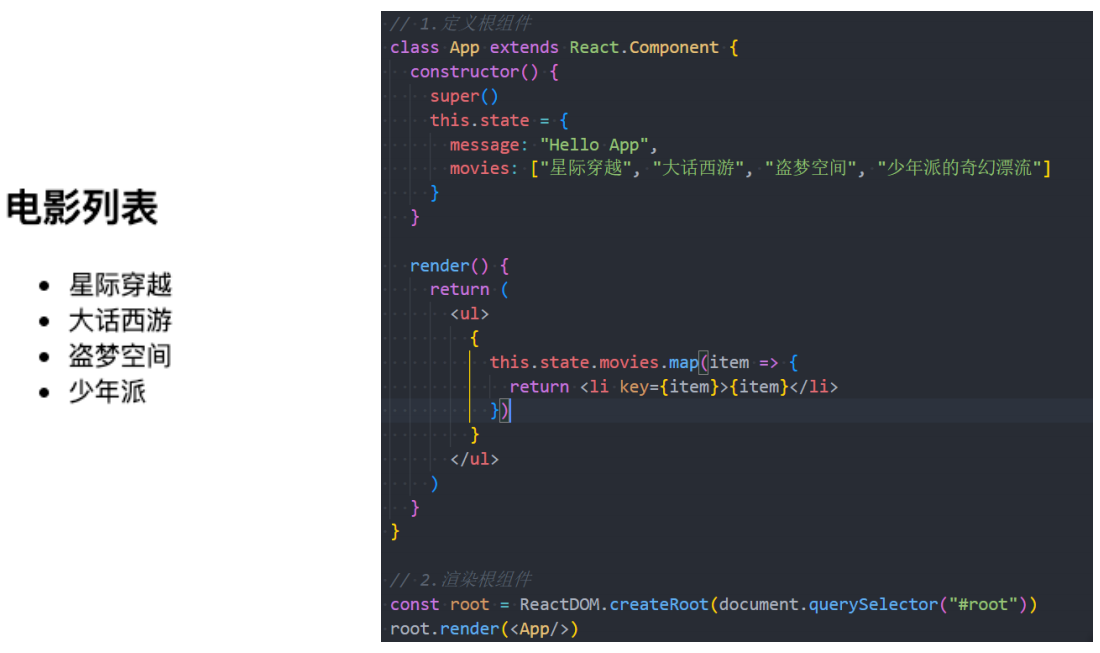 电影列表
星际穿越
大话西游
盗梦空间
少年派
// 1.定义根组件
class App extends React.Component {
constructor() {
super()
this.state = {
message: "Hello App",
movies: ["星际穿越", "大话西游", "盗梦空间", "少年派的奇幻漂流"]
}
}
render() {
return (
<ul>
{
this.state.movies.map(item => {
return <li key={item}>{item}</li>
})
}
</ul>
)
}
}
// 2.渲染根组件
const root = ReactDOM.createRoot(document.querySelector("#root"))
root.render(<App/>)